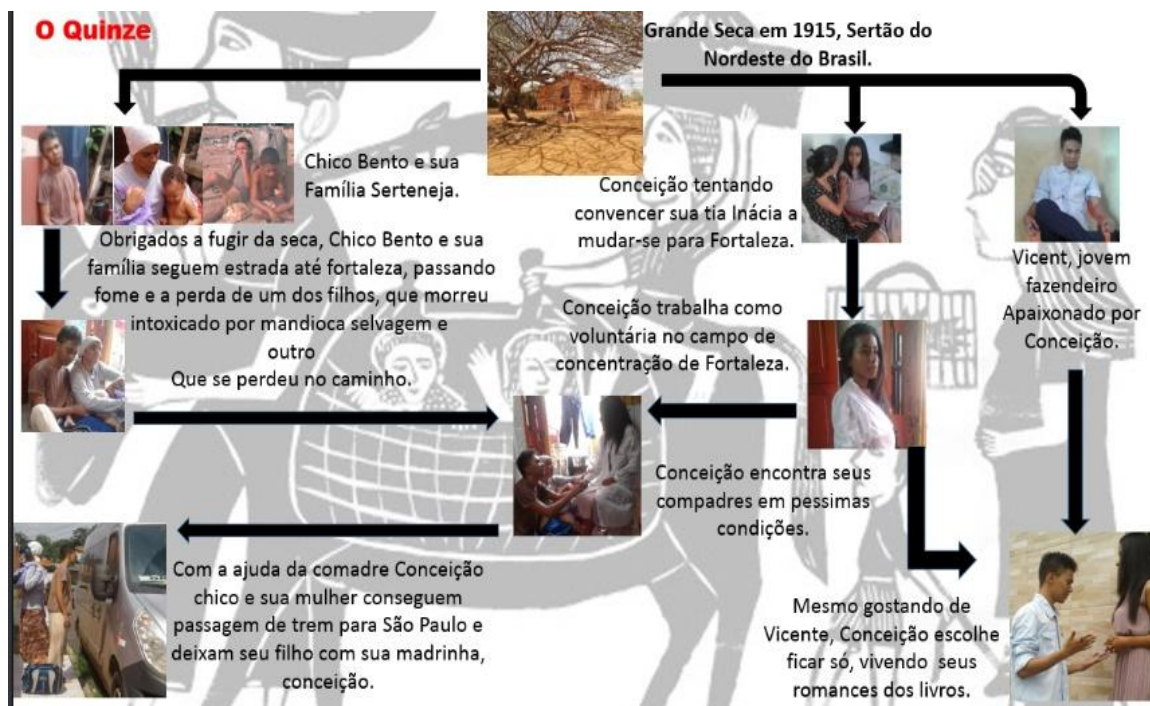 O Quinze
Grande Seca em 1915, Sertão do
Nordeste do Brasil.
Chico Bento e sua
Família Serteneja.
Obrigados a fugir da seca, Chico Bento e sua
família seguem estrada até fortaleza, passando
fome e a perda de um dos filhos, que morreu
intoxicado por mandioca selvagem e
outro
Que se perdeu no caminho.
Conceição tentando
convencer sua tia Inácia a
mudar-se para Fortaleza.
Vicent, jovem
fazendeiro
Apaixonado por
Conceição.
Conceição trabalha como
voluntária no campo de
concentração de Fortaleza.
Conceição encontra seus
compadres em pessimas
condições.
Com a ajuda da comadre Conceição
chico e sua mulher conseguem
passagem de trem para São Paulo e
deixam seu filho com sua madrinha,
conceição.
Mesmo gostando de
Vicente, Conceição escolhe
ficar só, vivendo seus
romances dos livros.